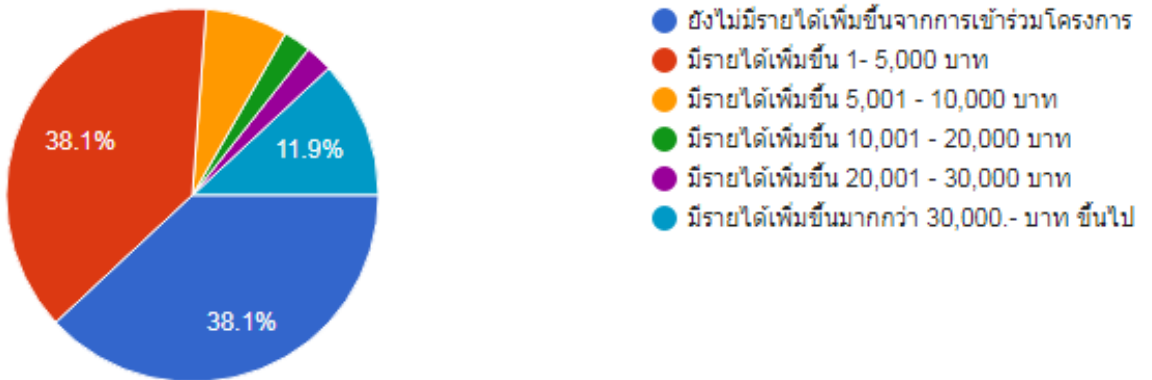 38.1%
11.9%
38.1%
ยังไม่มีรายได้เพิ่มขึ้นจากการเข้าร่วมโครงการ
มีรายได้เพิ่มขึ้น 1- 5,000 บาท
มีรายได้เพิ่มขึ้น 5,001 - 10,000 บาท
มีรายได้เพิ่มขึ้น 10,001 - 20,000 บาท
มีรายได้เพิ่มขึ้น 20,001 - 30,000 บาท
มีรายได้เพิ่มขึ้นมากกว่า 30,000.- บาท ขึ้นไป